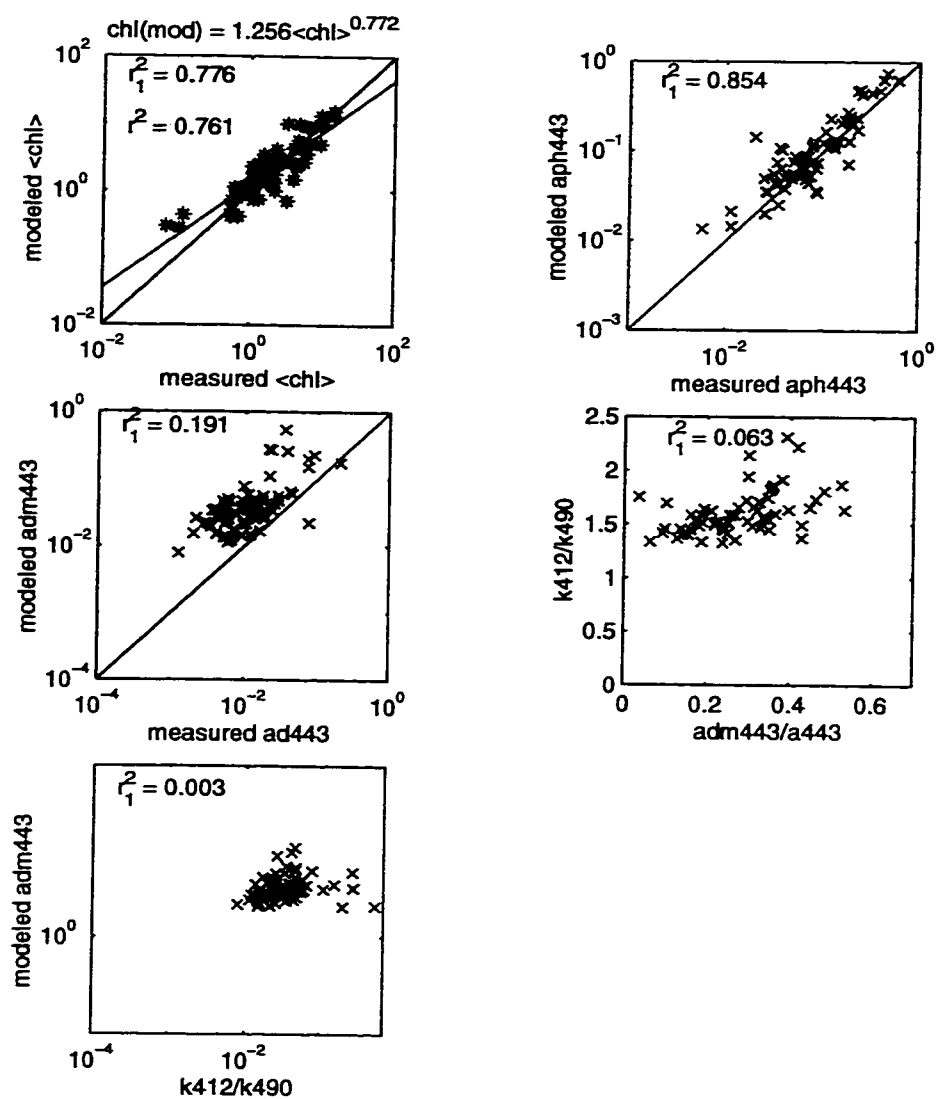 chl(mod) = 1.256<chl>^0.772
10^2
r_1^2 = 0.776
r^2 = 0.761
modeled <chl>
10^0
10^-2
10^-2
10^0
10^2
measured <chl>
10^0
r_1^2 = 0.854
modeled aph443
10^-1
10^-2
10^-3
10^-2
10^0
measured aph443
10^0
r_1^2 = 0.191
modeled adm443
10^-2
10^-4
10^-4
10^-2
10^0
measured ad443
2.5
r_1^2 = 0.063
2
k412/k490
1.5
1
0.5
0
0
0.2
0.4
0.6
adm443/a443
r_1^2 = 0.003
modeled adm443
10^0
10^-4
10^-2
k412/k490